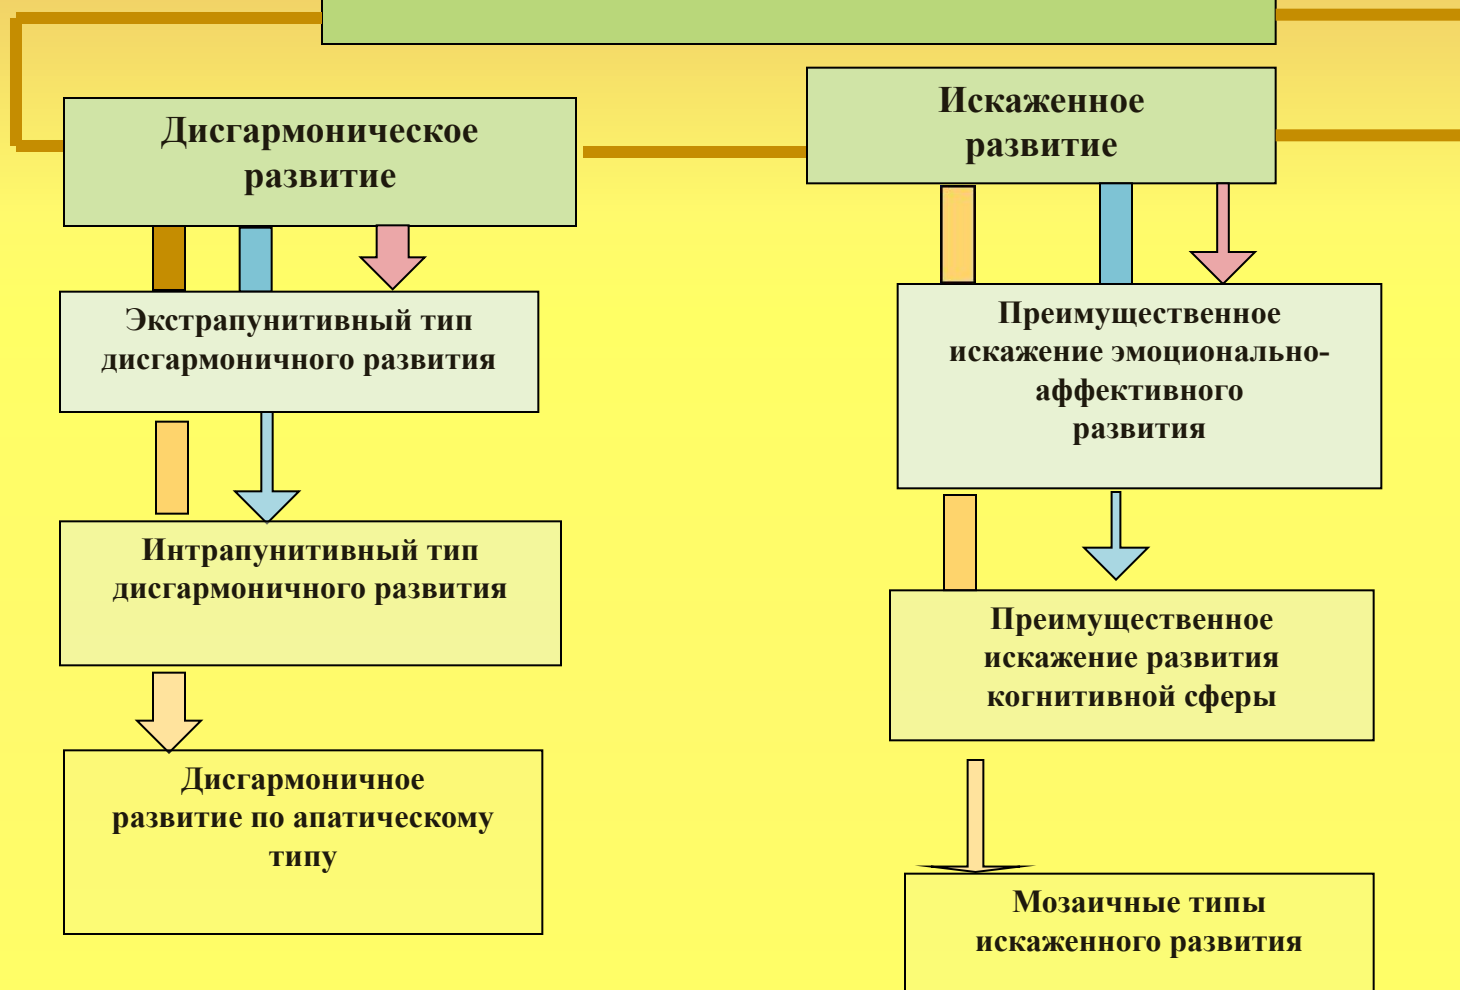 Дисгармоническое
развитие
Экстрапунитивный тип
дисгармоничного развития
Интрапунитивный тип
дисгармоничного развития
Дисгармоничное
развитие по апатическому
типу
Искаженное
развитие
Преимущественное
искажение эмоционально-
аффективного
развития
Преимущественное
искажение развития
когнитивной сферы
Мозаичные типы
искаженного развития